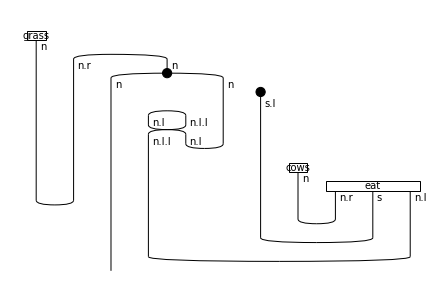 grass
n
n.r n
n n
s.l
n.l n.l.l
n.l.l n.l
cows
n
eat
n.r s n.l